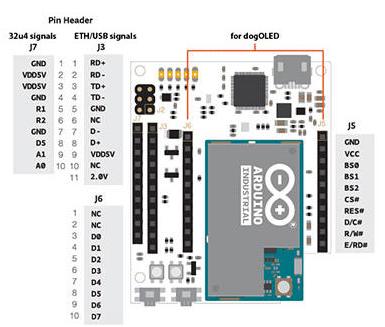 Pin Header
for dogOLED
32u4 signals ETH/USB signals
J7 J3
GND 1 1 RD+
VDD5V 2 2 RD-
VDD5V 3 3 TD+
GND 4 4 TD-
R1 5 5 GND
R2 6 6 NC
GND 7 7 D-
D5 8 8 D+
A1 9 9 VDD5V
A0 10 10 NC
11 2.0V
J2
J3
J6
ARDUINO
INDUSTRIAL
J5
GND
VCC
BS0
BS1
BS2
CS#
RES#
D/C#
R/W#
E/RD#
J6
1 NC
2 NC
3 D0
4 D1
5 D2
6 D3
7 D4
8 D5
9 D6
10 D7